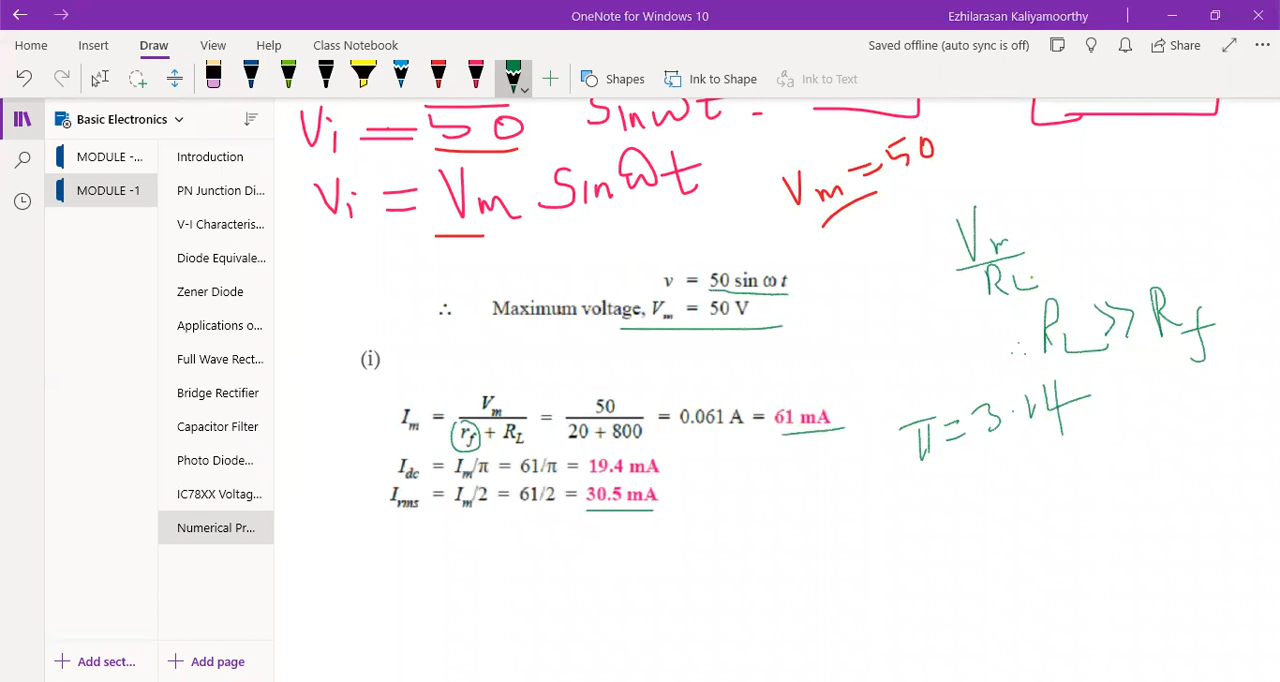 OneNote for Windows 10
Ezhilarasan Kaliyamoorthy
Home Insert Draw View Help Class Notebook
Saved offline (auto sync is off)
Share
Shapes
Ink to Shape
Ink to Text
Basic Electronics
MODULE -...
MODULE -1
Introduction
PN Junction Di...
V-I Characteris...
Diode Equivale...
Zener Diode
Applications o...
Full Wave Rect...
Bridge Rectifier
Capacitor Filter
Photo Diode...
IC78XX Voltag...
Numerical Pr...
Add sect...
Add page
Vi = 50 Sinωt.
Vi = Vm Sinωt
Vm = 50
v = 50 sin ω t
∴ Maximum voltage, Vm = 50 V
(i)
Im = Vm / (rf + RL) = 50 / (20 + 800) = 0.061 A = 61 mA
Idc = Im/π = 61/π = 19.4 mA
Irms = Im/2 = 61/2 = 30.5 mA
Vm
RL
∴ RL >> Rf
π = 3.14